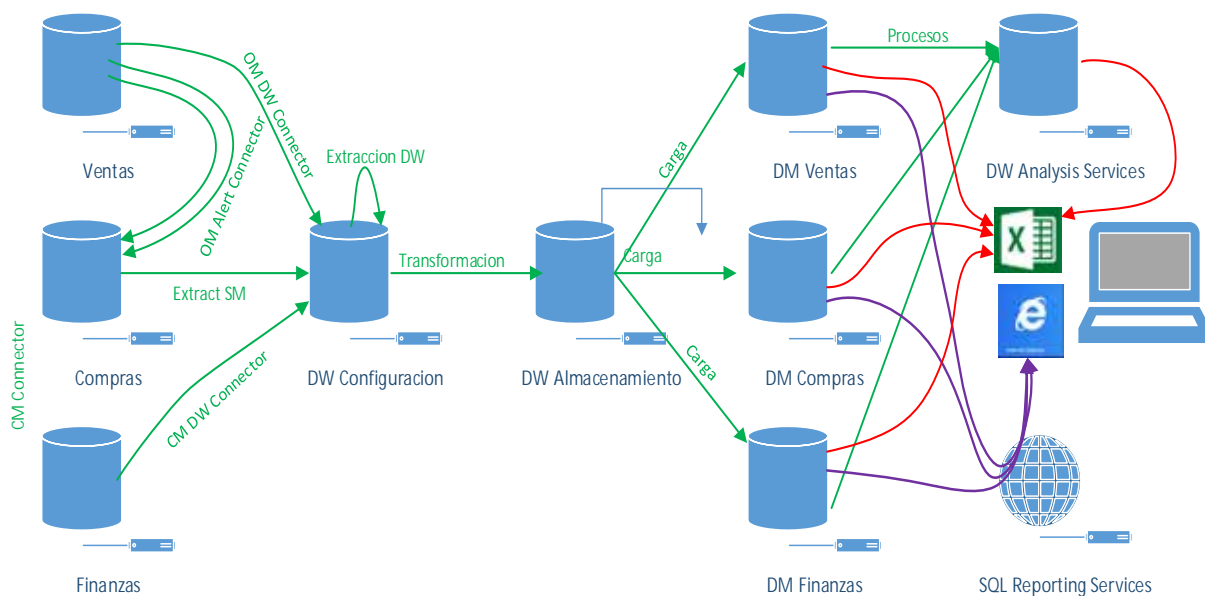 Procesos
OM DW Connector
OM Alert Connector
Extraccion DW
Carga
Ventas
DM Ventas
DW Analysis Services
X
Transformacion
Carga
Extract SM
e
Carga
CM Connector
Compras
DW Configuracion
DW Almacenamiento
DM Compras
CM DW Connector
Finanzas
DM Finanzas
SQL Reporting Services